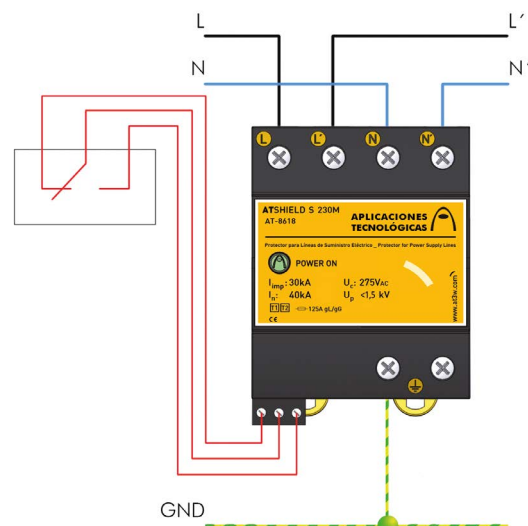 L
L'
N
N'
L
L'
N
N'
ATSHIELD S 230M
AT-8618
APLICACIONES
TECNOLÓGICAS
Protector para Líneas de Suministro Eléctrico _ Protector for Power Supply Lines
POWER ON
Iimp: 30kA
Uc: 275VAC
In: 40kA
Up <1,5 kV
T1 T2 125A gL/gG
CE
www.at3w.com
GND